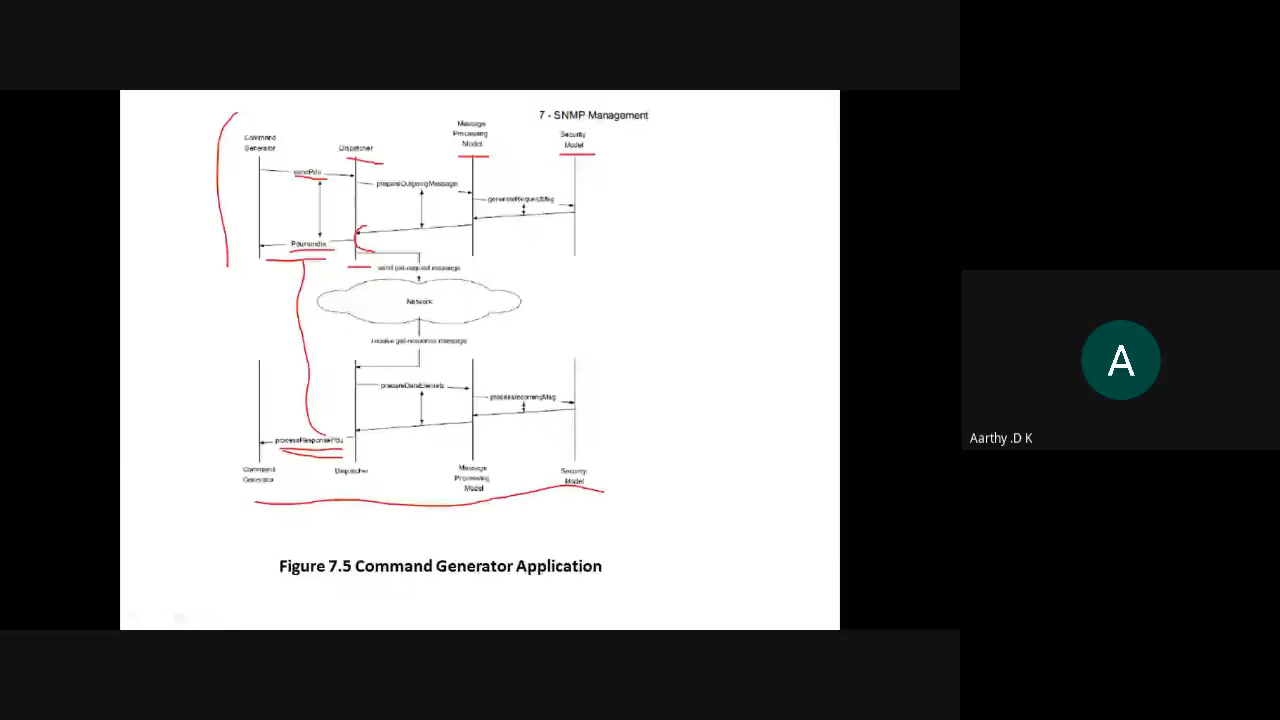 7 - SNMP Management
Command
Generator
Dispatcher
Message
Processing
Model
Security
Model
sendPdu
prepareOutgoingMessage
generateRequestMsg
PduHandle
send get-request message
Network
receive get-response message
prepareDataElements
processIncomingMsg
processResponsePdu
Command
Generator
Dispatcher
Message
Processing
Model
Security
Model
Figure 7.5 Command Generator Application
A
Aarthy .D K